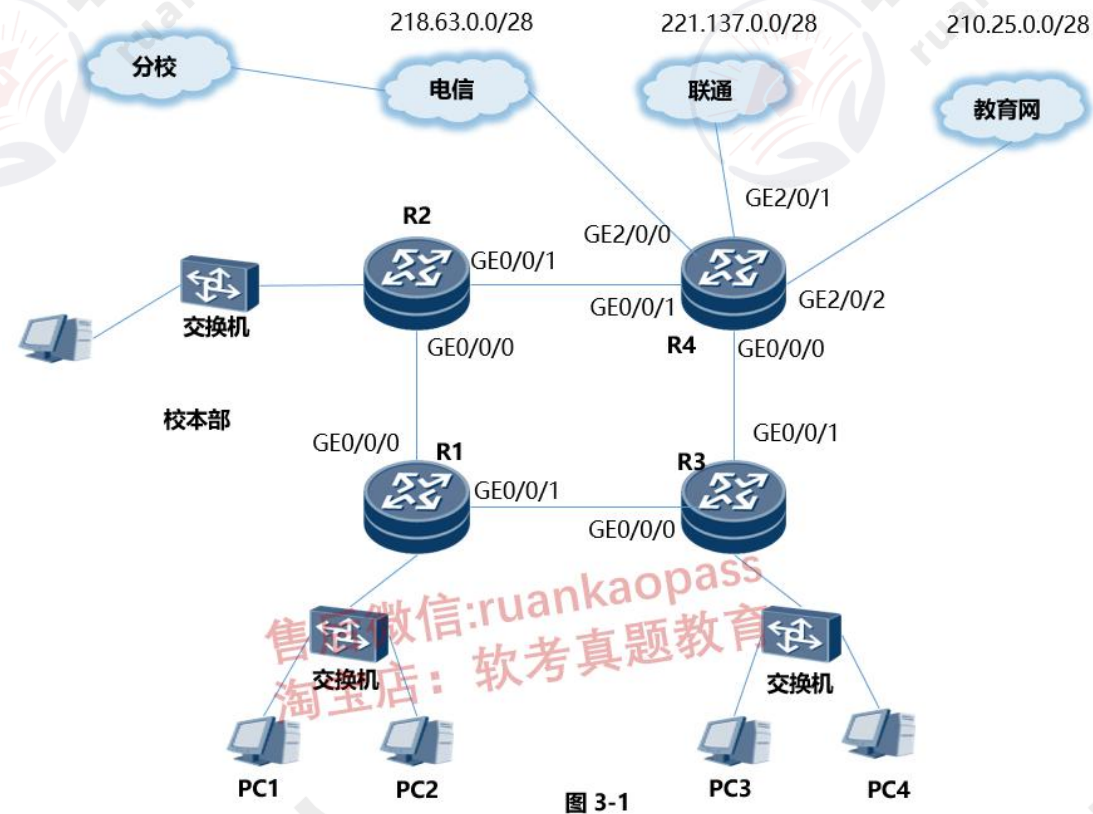 218.63.0.0/28
221.137.0.0/28
210.25.0.0/28
分校
电信
联通
教育网
GE2/0/1
R2
GE2/0/0
GE0/0/1
GE2/0/2
GE0/0/1
交换机
R4
GE0/0/0
GE0/0/0
校本部
GE0/0/0
R1
GE0/0/1
R3
GE0/0/1
GE0/0/0
售后微信:ruankaopass
淘宝店：软考真题教育
交换机
交换机
PC1
PC2
PC3
PC4
图 3-1